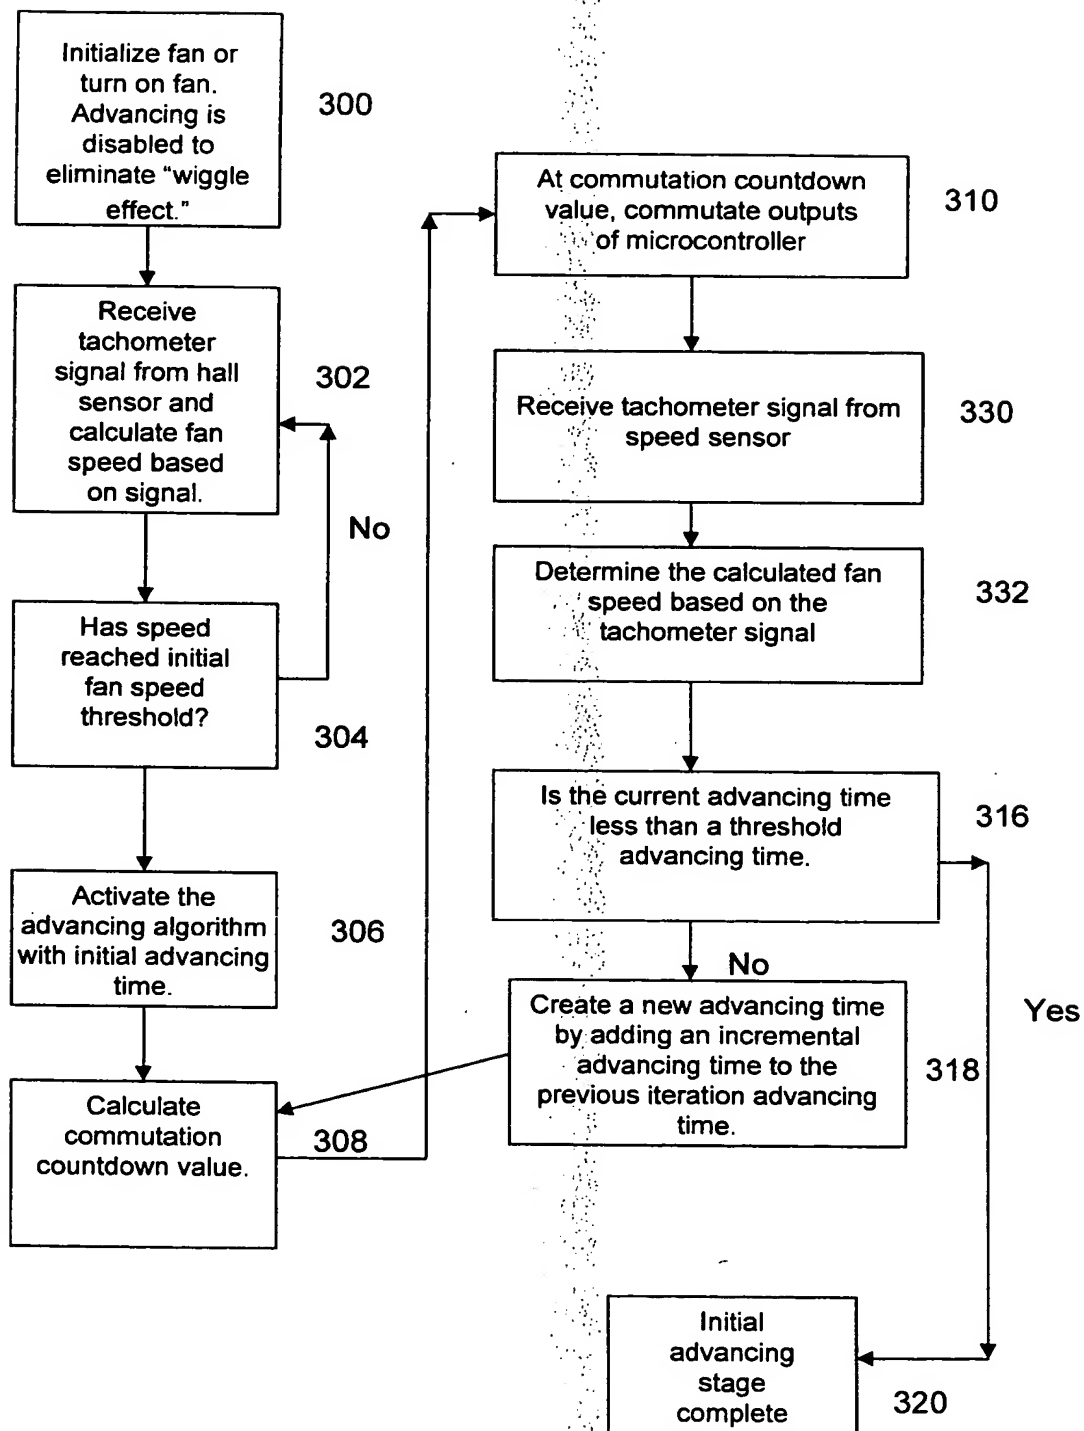 Initialize fan or
turn on fan.
Advancing is
disabled to
eliminate “wiggle
effect.”
300
Receive
tachometer
signal from hall
sensor and
calculate fan
speed based
on signal.
302
No
Has speed
reached initial
fan speed
threshold?
304
Activate the
advancing algorithm
with initial advancing
time.
306
Calculate
commutation
countdown value.
308
At commutation countdown
value, commutate outputs
of microcontroller
310
Receive tachometer signal from
speed sensor
330
Determine the calculated fan
speed based on the
tachometer signal
332
Is the current advancing time
less than a threshold
advancing time.
316
No
Yes
Create a new advancing time
by adding an incremental
advancing time to the
previous iteration advancing
time.
318
Initial
advancing
stage
complete
320